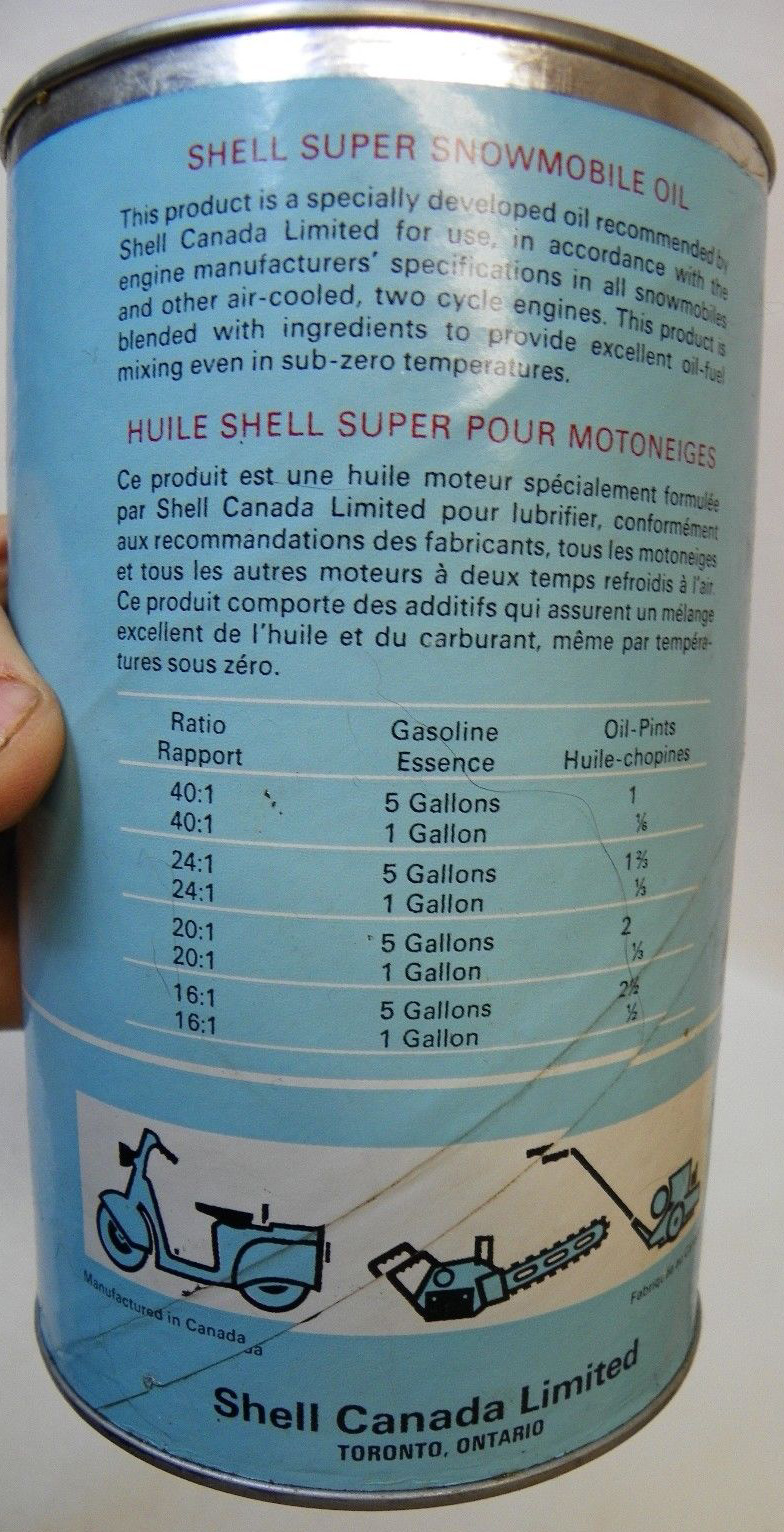 SHELL SUPER SNOWMOBILE OIL
This product is a specially developed oil recommended by
Shell Canada Limited for use, in accordance with the
engine manufacturers' specifications in all snowmobiles
and other air-cooled, two cycle engines. This product is
blended with ingredients to provide excellent oil-fuel
mixing even in sub-zero temperatures.
HUILE SHELL SUPER POUR MOTONEIGES
Ce produit est une huile moteur spécialement formulée
par Shell Canada Limited pour lubrifier, conformément
aux recommandations des fabricants, tous les motoneiges
et tous les autres moteurs à deux temps refroidis à l'air.
Ce produit comporte des additifs qui assurent un mélange
excellent de l'huile et du carburant, même par tempéra-
tures sous zéro.
Ratio Gasoline Oil-Pints
Rapport Essence Huile-chopines
40:1 5 Gallons 1
40:1 1 Gallon
24:1 5 Gallons 1⅔
24:1 1 Gallon ⅓
20:1 5 Gallons 2
20:1 1 Gallon
16:1 5 Gallons 2½
16:1 1 Gallon ½
Manufactured in Canada
Shell Canada Limited
TORONTO, ONTARIO